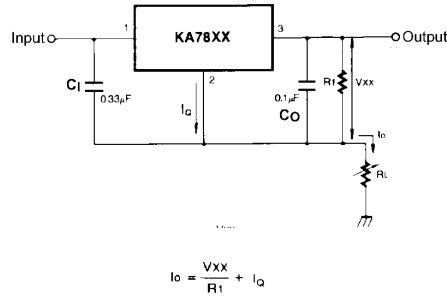 Input
1
KA78XX
3
Output
2
CI
0.33μF
IQ
0.1μF
CO
R1
Vxx
Io
RL
Io = Vxx / R1 + IQ